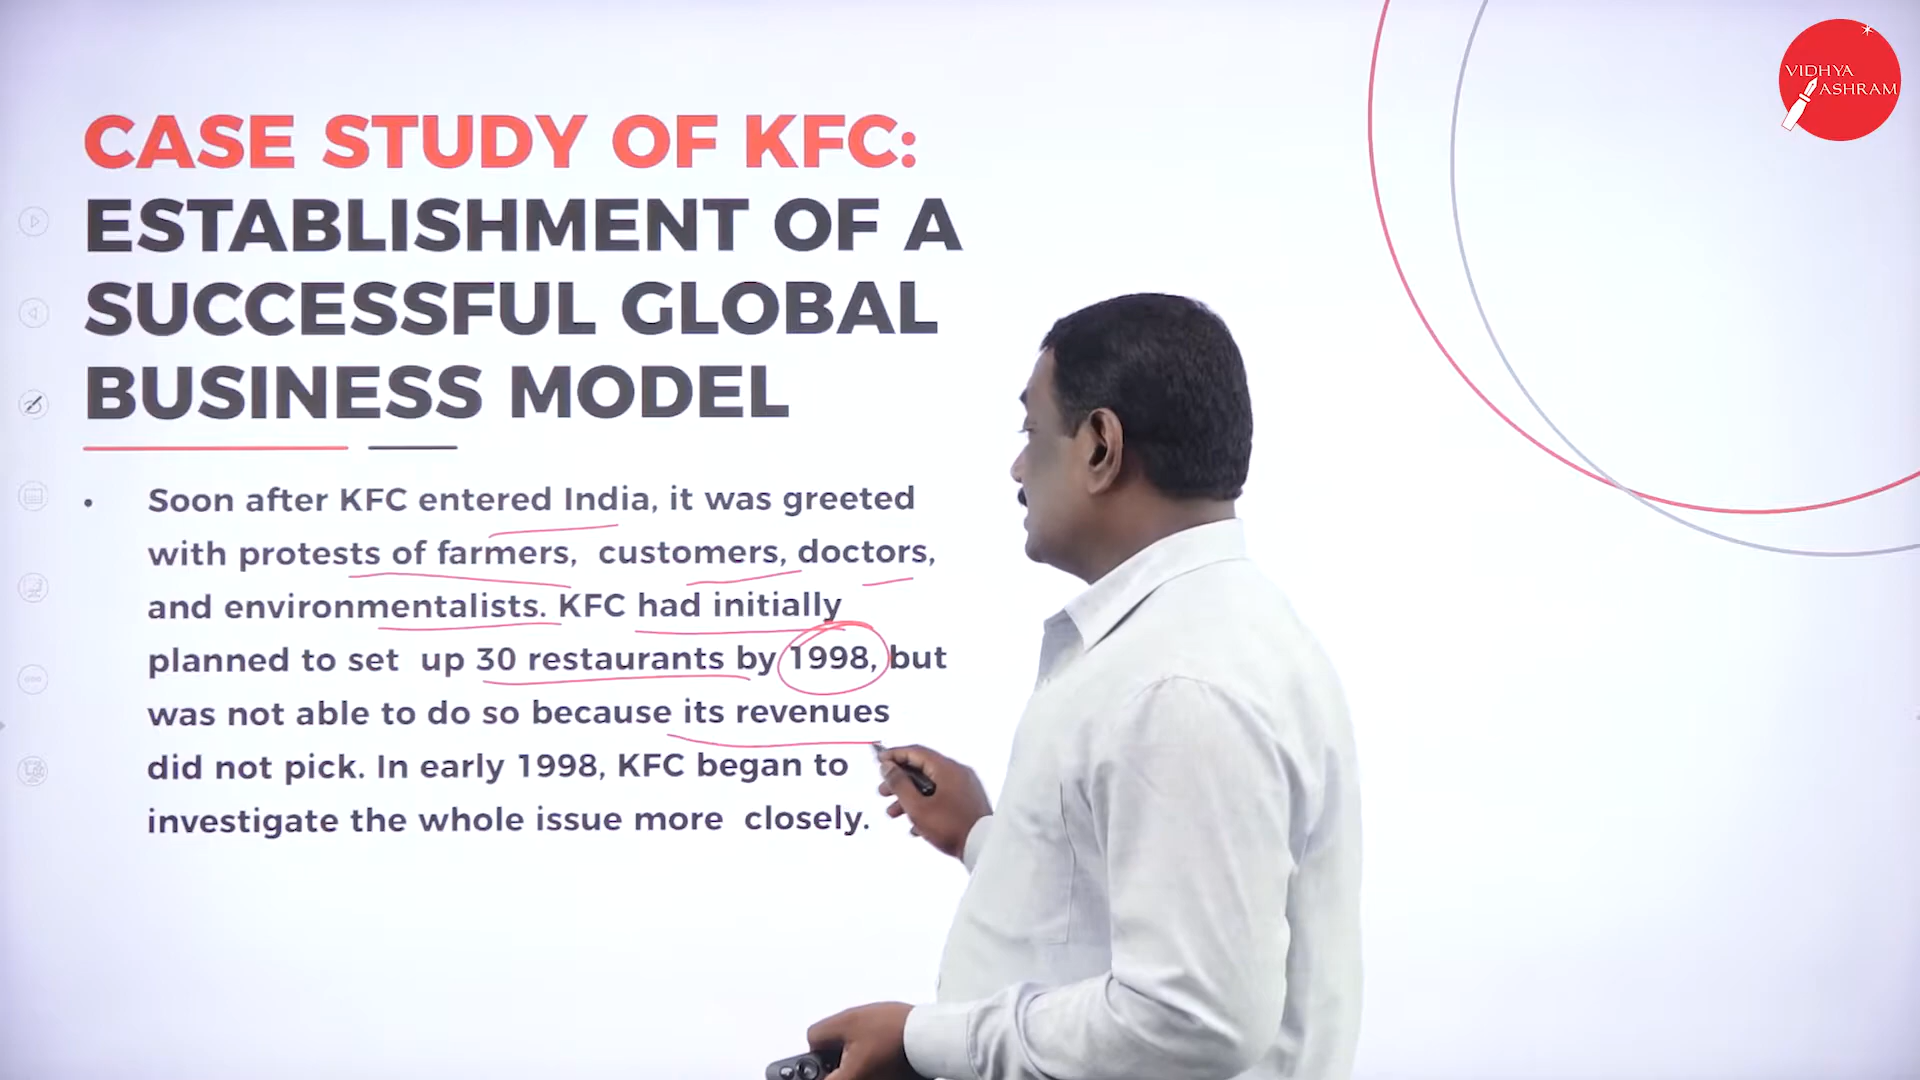 VIDHYA
ASHRAM
CASE STUDY OF KFC:
ESTABLISHMENT OF A
SUCCESSFUL GLOBAL
BUSINESS MODEL
• Soon after KFC entered India, it was greeted
with protests of farmers, customers, doctors,
and environmentalists. KFC had initially
planned to set up 30 restaurants by 1998, but
was not able to do so because its revenues
did not pick. In early 1998, KFC began to
investigate the whole issue more closely.